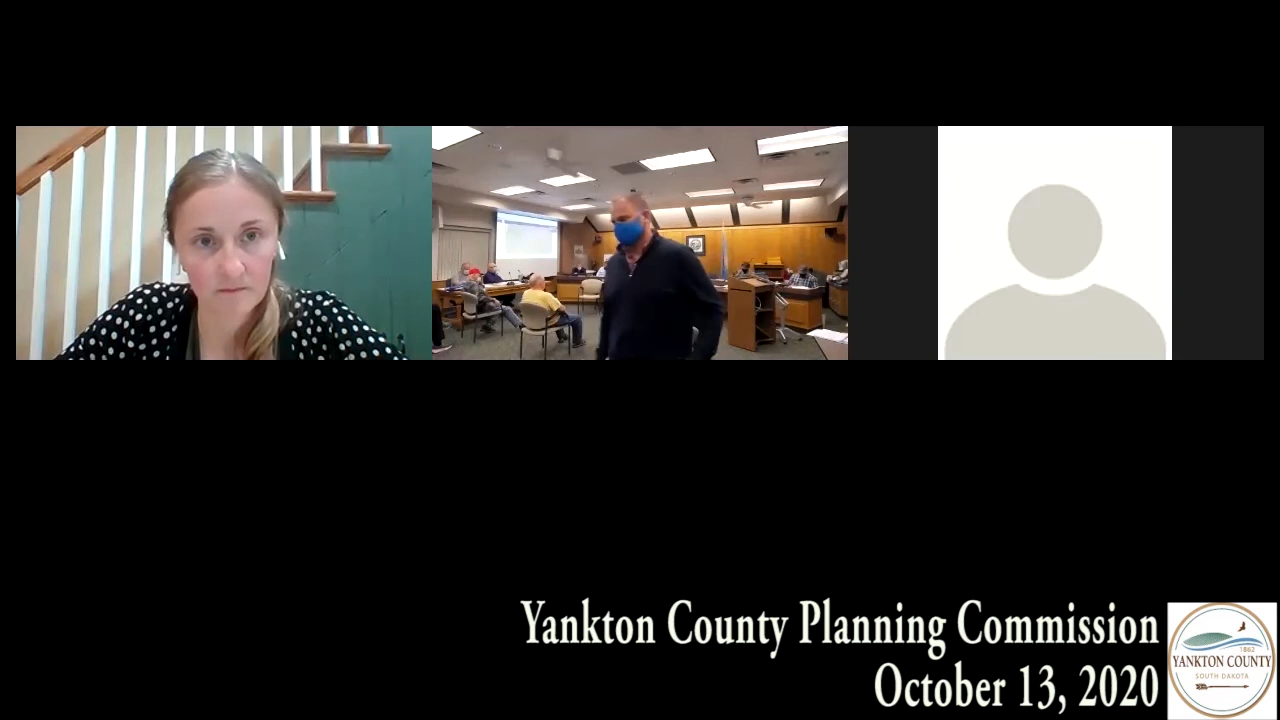 Yankton County Planning Commission
October 13, 2020
1862
YANKTON COUNTY
SOUTH DAKOTA